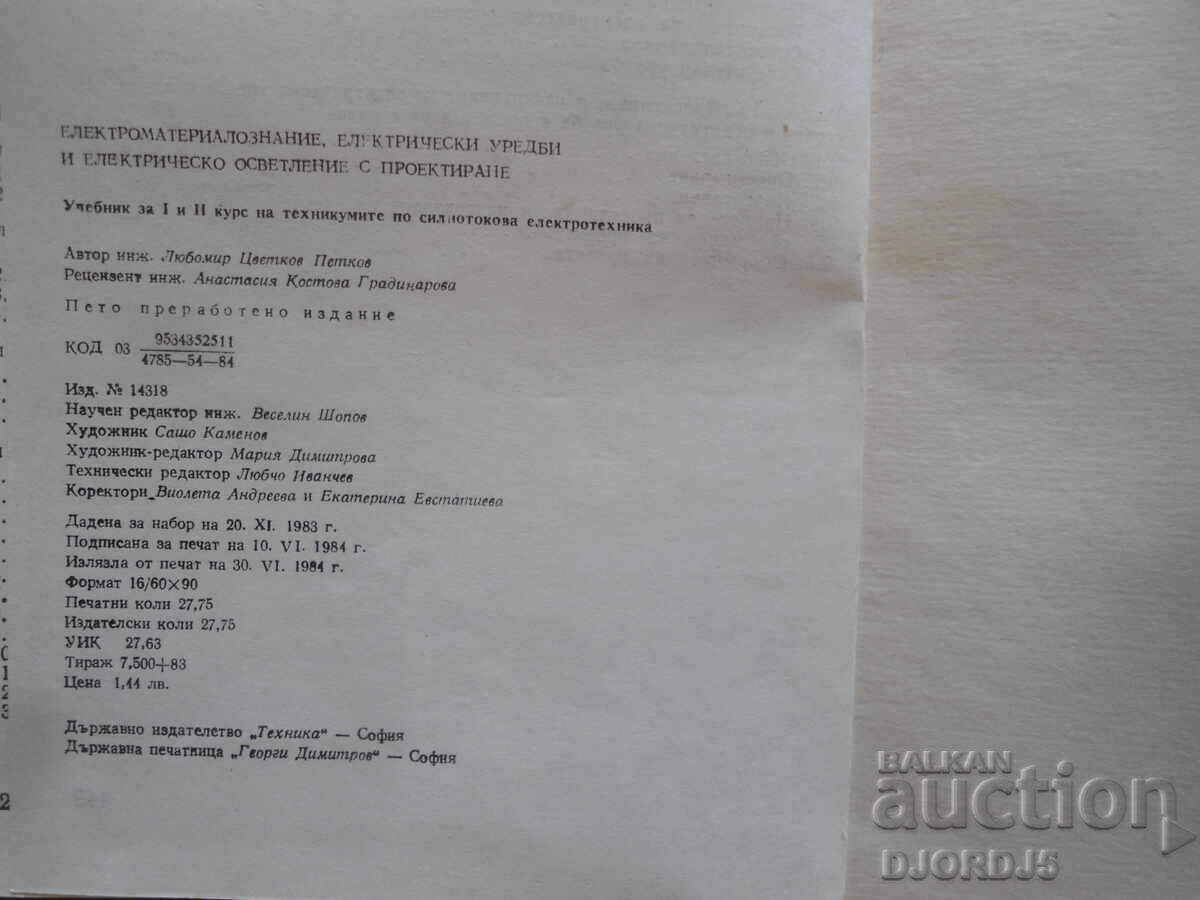 ЕЛЕКТРОМАТЕРИАЛОЗНАНИЕ, ЕЛЕКТРИЧЕСКИ УРЕДБИ
И ЕЛЕКТРИЧЕСКО ОСВЕТЛЕНИЕ С ПРОЕКТИРАНЕ
Учебник за I и II курс на техникумите по силнотокова електротехника
Автор инж. Любомир Цветков Петков
Рецензент инж. Анастасия Костова Градинарова
Пето преработено издание
КОД 03 9534352511
4785—54—84
Изд. № 14318
Научен редактор инж. Веселин Шопов
Художник Сашо Каменов
Художник-редактор Мария Димитрова
Технически редактор Любчо Иванчев
Коректори Виолета Андреева и Екатерина Евстатиева
Дадена за набор на 20. XI. 1983 г.
Подписана за печат на 10. VI. 1984 г.
Излязла от печат на 30. VI. 1984 г.
Формат 16/60×90
Печатни коли 27,75
Издателски коли 27,75
УИК 27,63
Тираж 7,500+83
Цена 1,44 лв.
Държавно издателство „Техника“ — София
Държавна печатница „Георги Димитров“ — София
BALKAN
auction
DJORDJ5